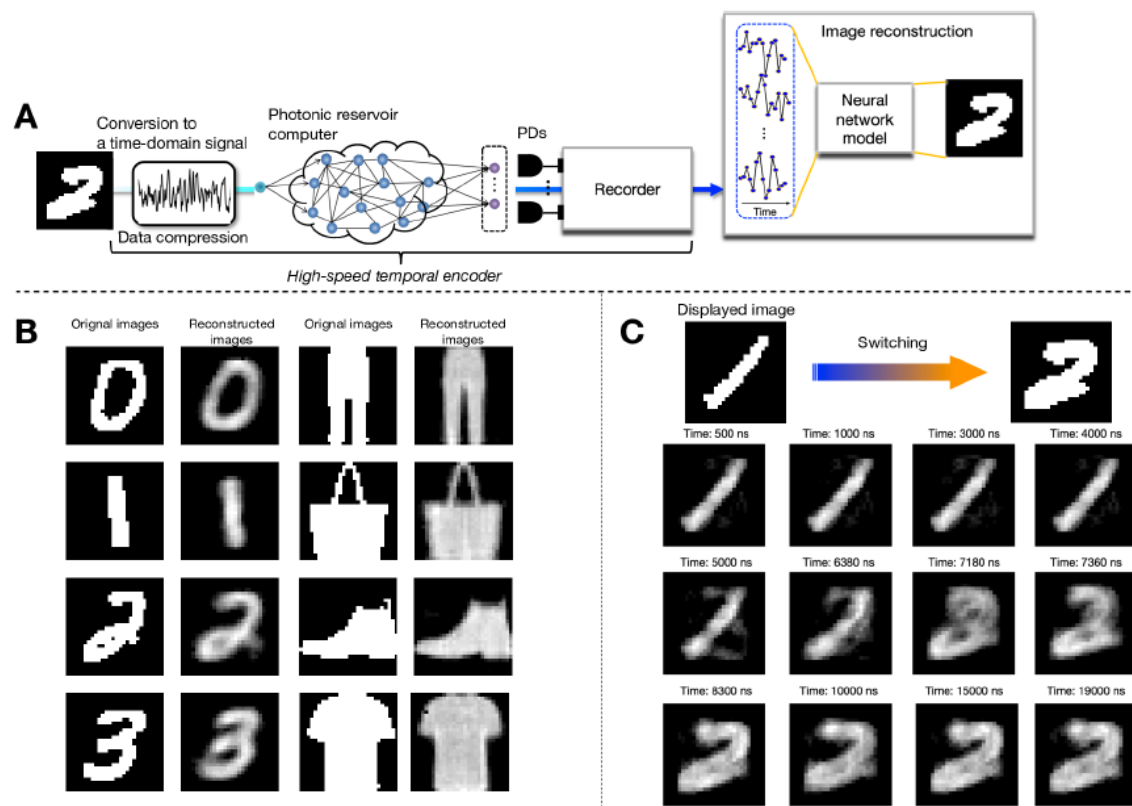 Image reconstruction
A
Conversion to
a time-domain signal
Photonic reservoir
computer
PDs
Neural
network
model
Recorder
Time
Data compression
High-speed temporal encoder
B
Orignal images
Reconstructed
images
Orignal images
Reconstructed
images
C
Displayed image
Switching
Time: 500 ns
Time: 1000 ns
Time: 3000 ns
Time: 4000 ns
Time: 5000 ns
Time: 6380 ns
Time: 7180 ns
Time: 7360 ns
Time: 8300 ns
Time: 10000 ns
Time: 15000 ns
Time: 19000 ns